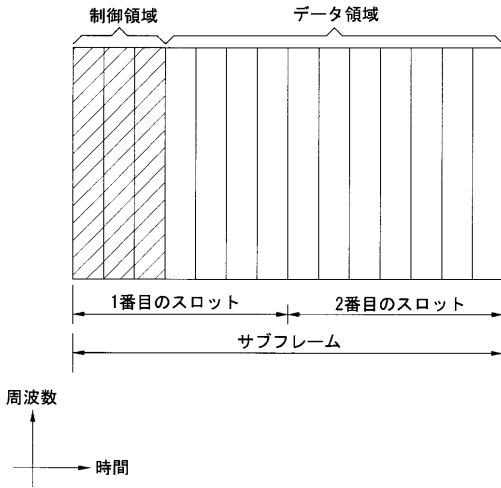 制御領域
データ領域
1番目のスロット
2番目のスロット
サブフレーム
周波数
時間